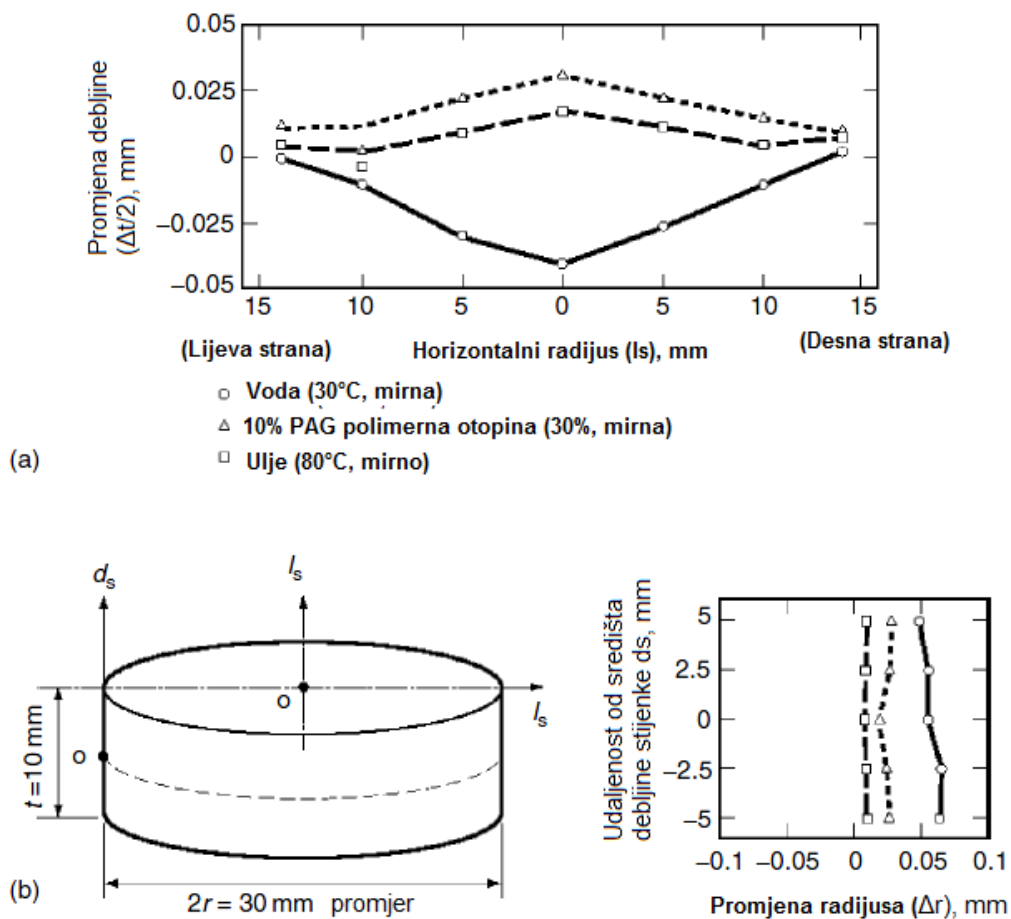 0.05
0.025
0
−0.025
−0.05
Promjena debljine
(Δt/2), mm
15 10 5 0 5 10 15
(Lijeva strana) Horizontalni radijus (ls), mm (Desna strana)
Voda (30°C, mirna)
10% PAG polimerna otopina (30%, mirna)
Ulje (80°C, mirno)
(a)
ds
ls
o
ls
o
t=10 mm
2r = 30 mm promjer
(b)
Udaljenost od središta
debljine stijenke ds, mm
5
2.5
0
−2.5
−5
−0.1 −0.05 0 0.05 0.1
Promjena radijusa (Δr), mm